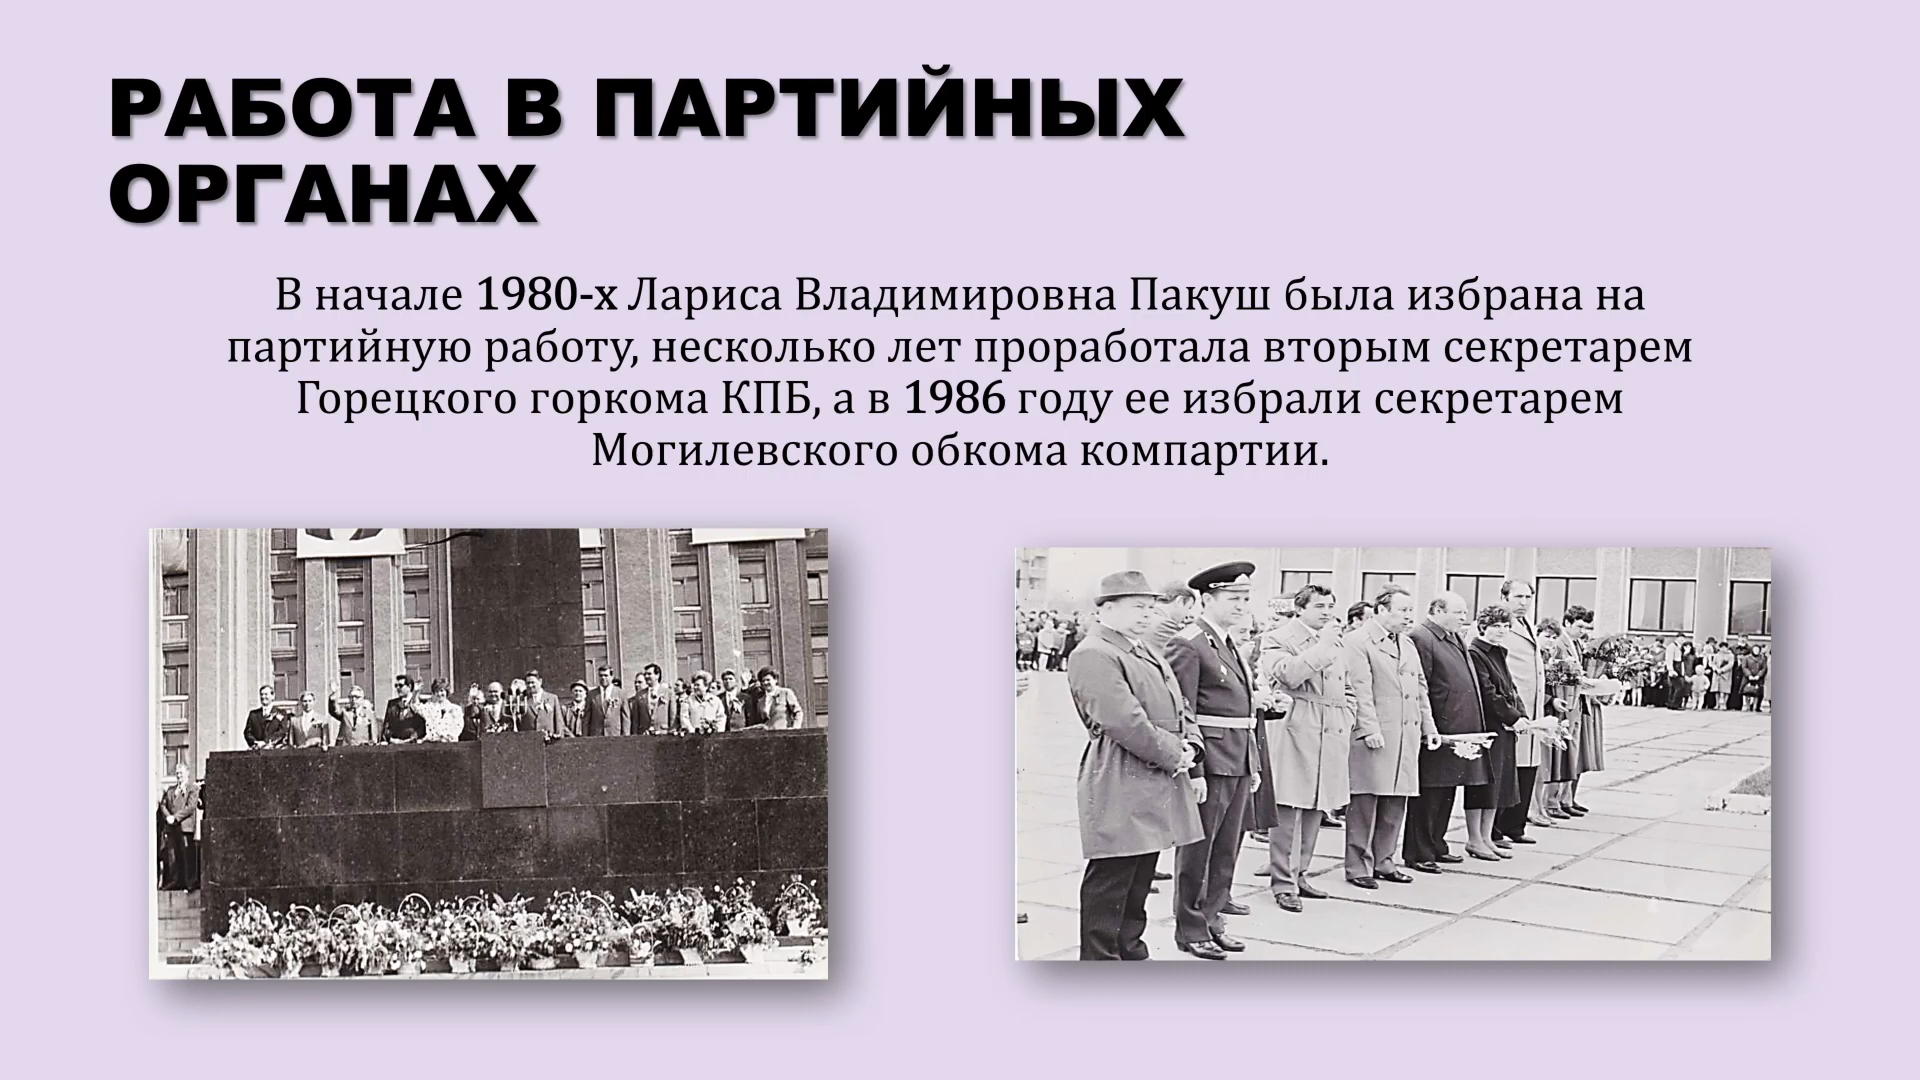 РАБОТА В ПАРТИЙНЫХ
ОРГАНАХ
В начале 1980-х Лариса Владимировна Пакуш была избрана на
партийную работу, несколько лет проработала вторым секретарем
Горецкого горкома КПБ, а в 1986 году ее избрали секретарем
Могилевского обкома компартии.